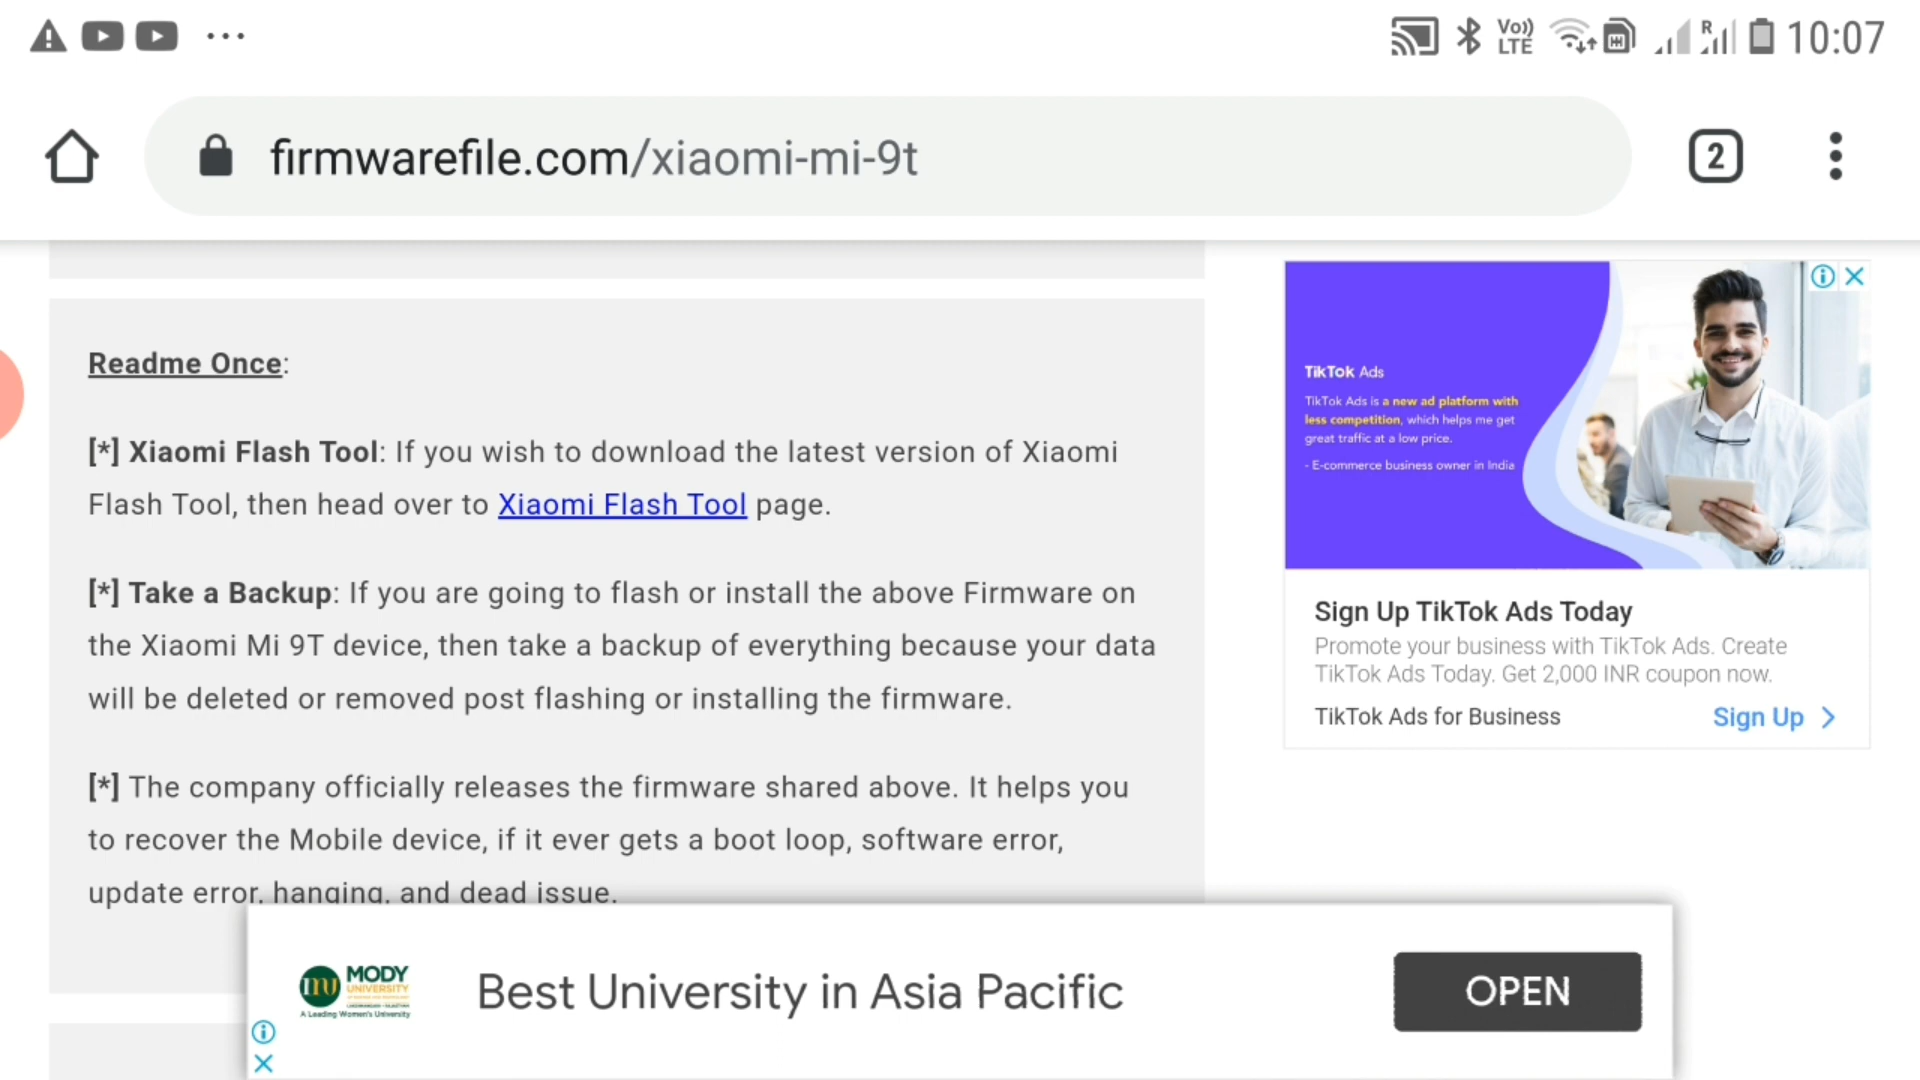 Vo)) LTE R 10:07
firmwarefile.com/xiaomi-mi-9t
2
Readme Once:
[*] Xiaomi Flash Tool: If you wish to download the latest version of Xiaomi
Flash Tool, then head over to Xiaomi Flash Tool page.
[*] Take a Backup: If you are going to flash or install the above Firmware on
the Xiaomi Mi 9T device, then take a backup of everything because your data
will be deleted or removed post flashing or installing the firmware.
[*] The company officially releases the firmware shared above. It helps you
to recover the Mobile device, if it ever gets a boot loop, software error,
update error, hanging, and dead issue.
TikTok Ads
TikTok Ads is a new ad platform with
less competition, which helps me get
great traffic at a low price.
- E-commerce business owner in India
Sign Up TikTok Ads Today
Promote your business with TikTok Ads. Create
TikTok Ads Today. Get 2,000 INR coupon now.
TikTok Ads for Business
Sign Up
mu MODY
UNIVERSITY
A Leading Women's University
Best University in Asia Pacific
OPEN